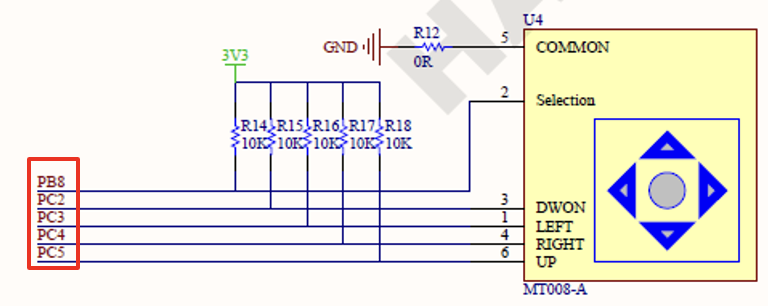 U4
R12
GND
5
COMMON
0R
3V3
2
Selection
R14 R15 R16 R17 R18
10K 10K 10K 10K 10K
PB8
PC2
3
DWON
PC3
1
LEFT
PC4
4
RIGHT
PC5
6
UP
MT008-A